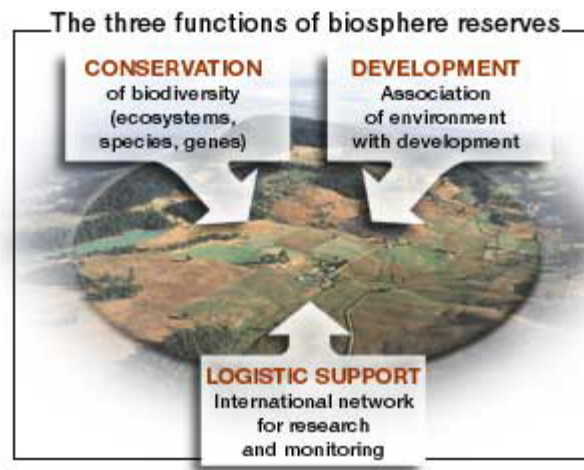 The three functions of biosphere reserves
CONSERVATION
of biodiversity
(ecosystems,
species, genes)
DEVELOPMENT
Association
of environment
with development
LOGISTIC SUPPORT
International network
for research
and monitoring